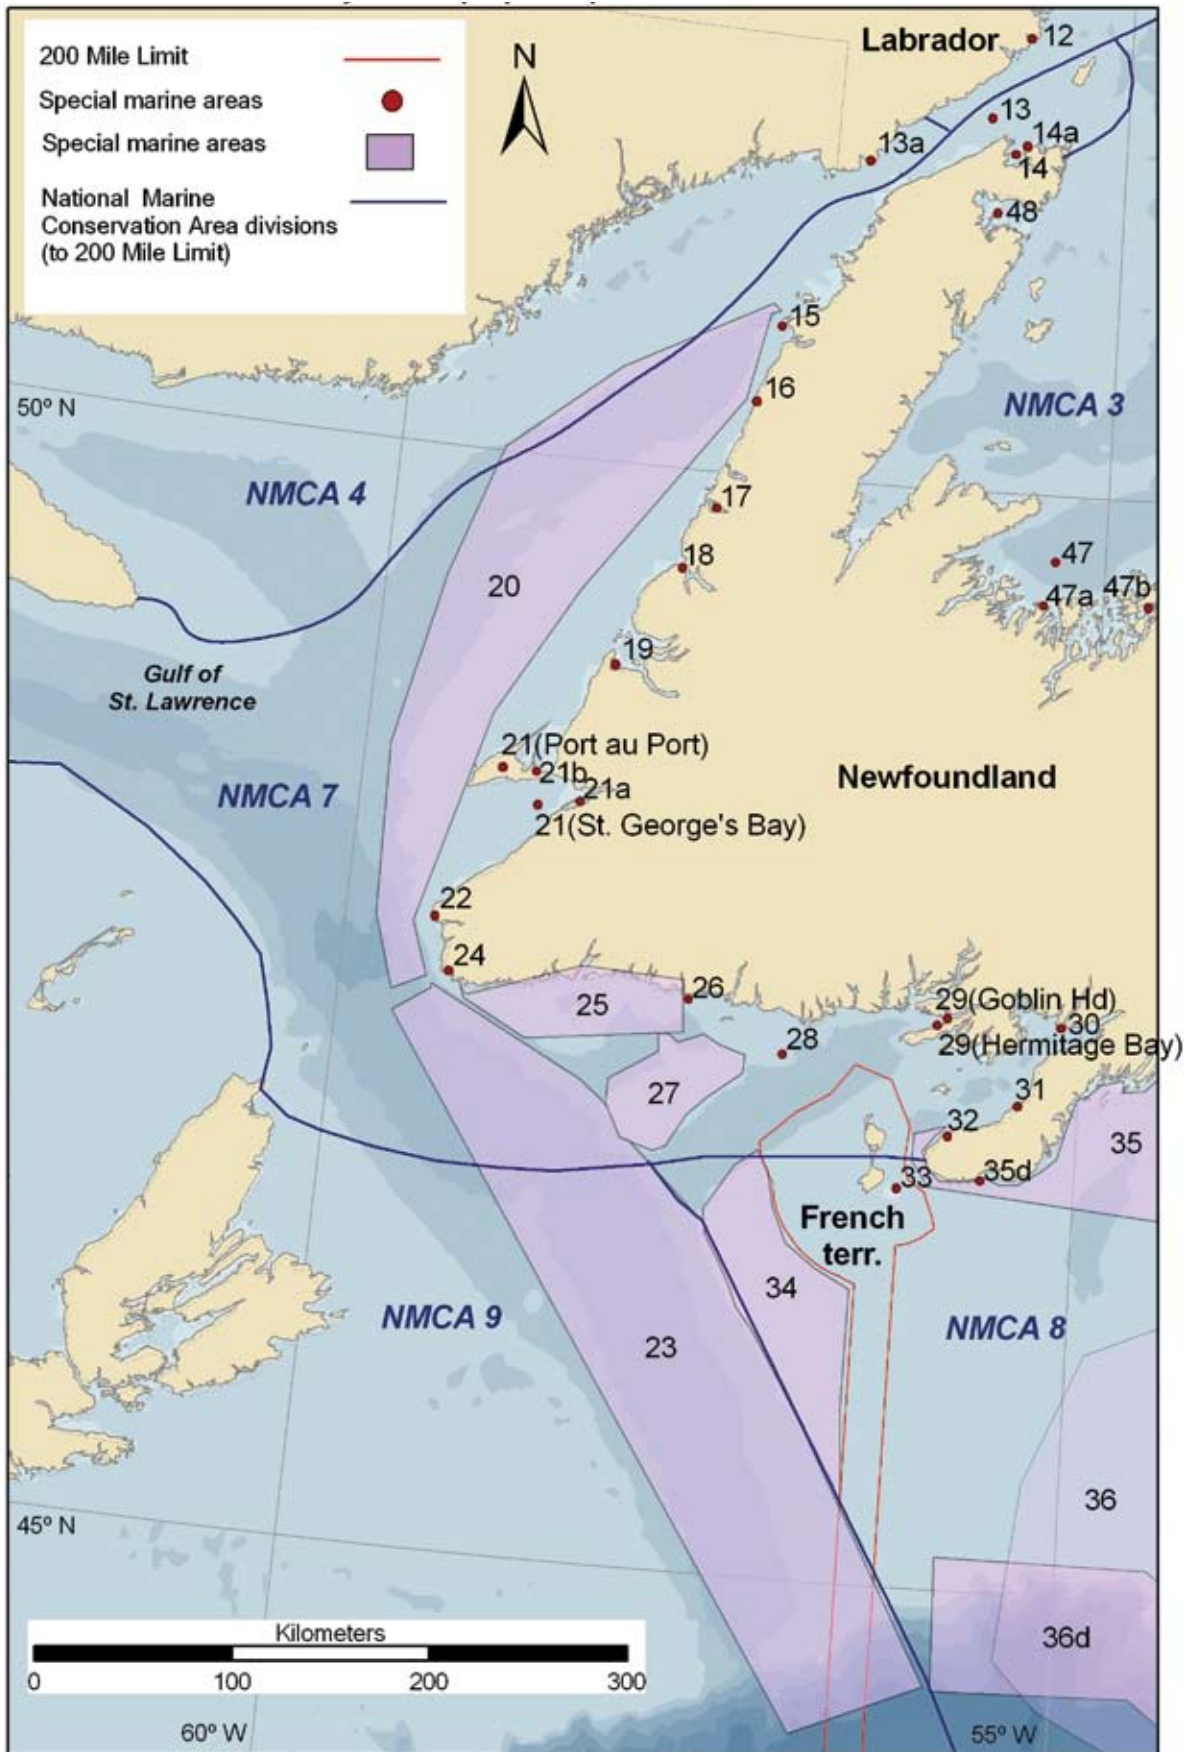 200 Mile Limit
Special marine areas
Special marine areas
National Marine
Conservation Area divisions
(to 200 Mile Limit)
N
Labrador
12
13
13a
14a
14
48
15
50º N
16
NMCA 3
NMCA 4
17
18
47
20
47a
47b
19
Gulf of
St. Lawrence
21(Port au Port)
21b
21a
Newfoundland
NMCA 7
21(St. George's Bay)
22
24
25
26
29(Goblin Hd)
30
28
29(Hermitage Bay)
27
31
32
35
33
35d
French
terr.
34
NMCA 9
NMCA 8
23
36
45º N
Kilometers
0 100 200 300
36d
60º W
55º W